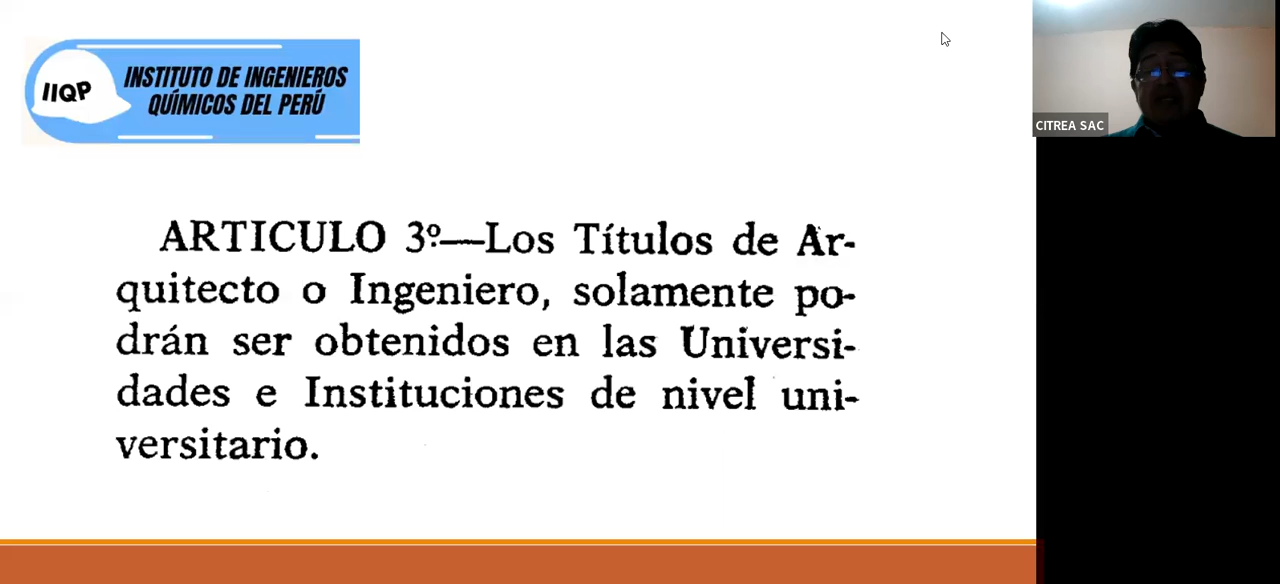 IIQP
INSTITUTO DE INGENIEROS
QUÍMICOS DEL PERÚ
CITREA SAC
ARTICULO 3º—Los Títulos de Ar-
quitecto o Ingeniero, solamente po-
drán ser obtenidos en las Universi-
dades e Instituciones de nivel uni-
versitario.